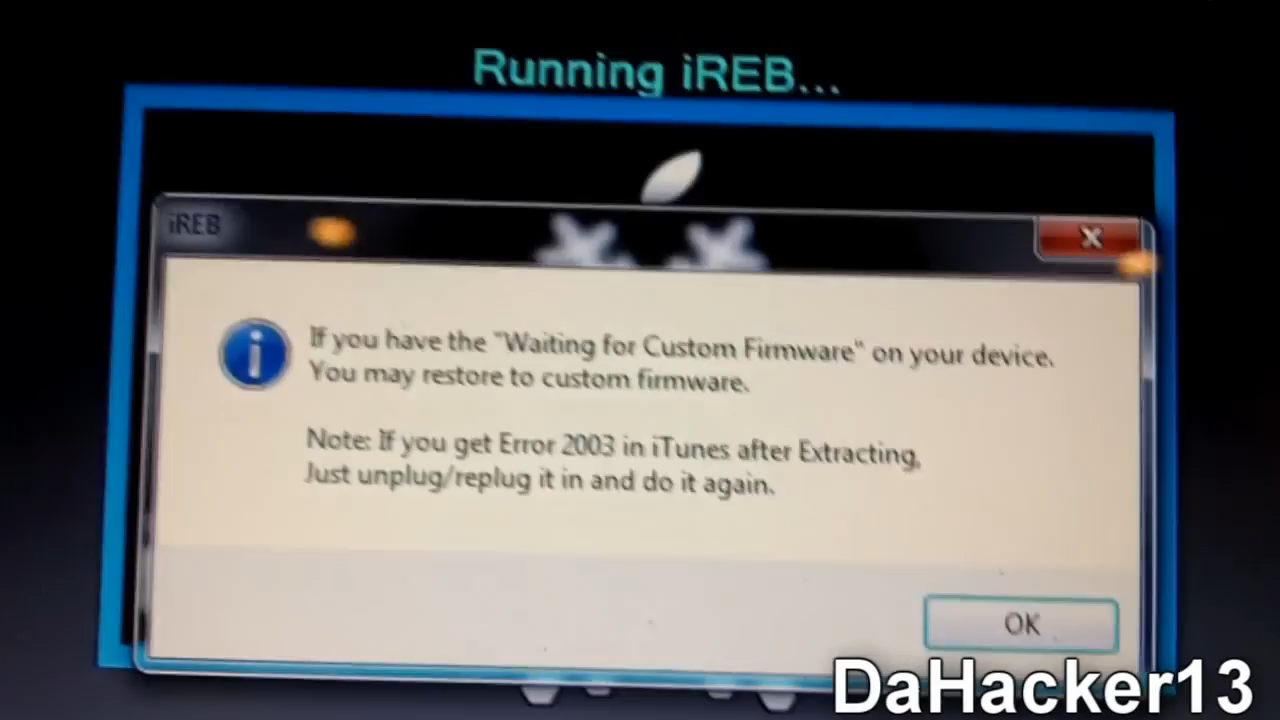 Running iREB...
iREB
If you have the "Waiting for Custom Firmware" on your device.
You may restore to custom firmware.
Note: If you get Error 2003 in iTunes after Extracting,
Just unplug/replug it in and do it again.
OK
DaHacker13